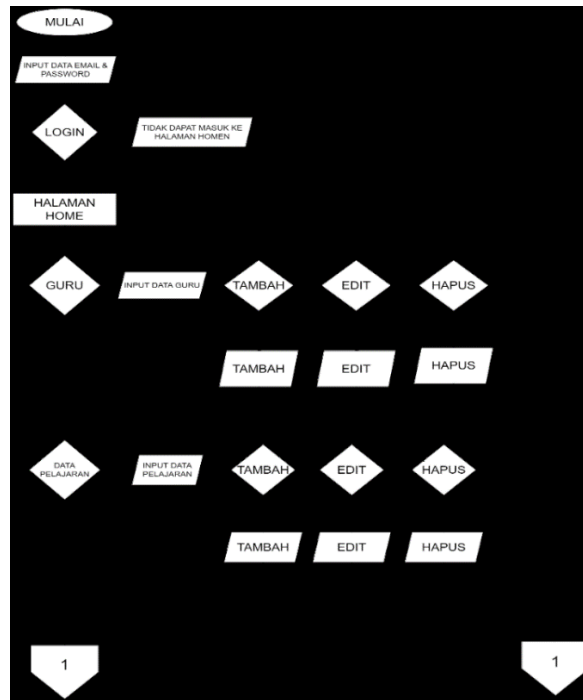 MULAI
INPUT DATA EMAIL &
PASSWORD
LOGIN
TIDAK DAPAT MASUK KE
HALAMAN HOMEN
HALAMAN
HOME
GURU
INPUT DATA GURU
TAMBAH
EDIT
HAPUS
TAMBAH
EDIT
HAPUS
DATA
PELAJARAN
INPUT DATA
PELAJARAN
TAMBAH
EDIT
HAPUS
TAMBAH
EDIT
HAPUS
1
1